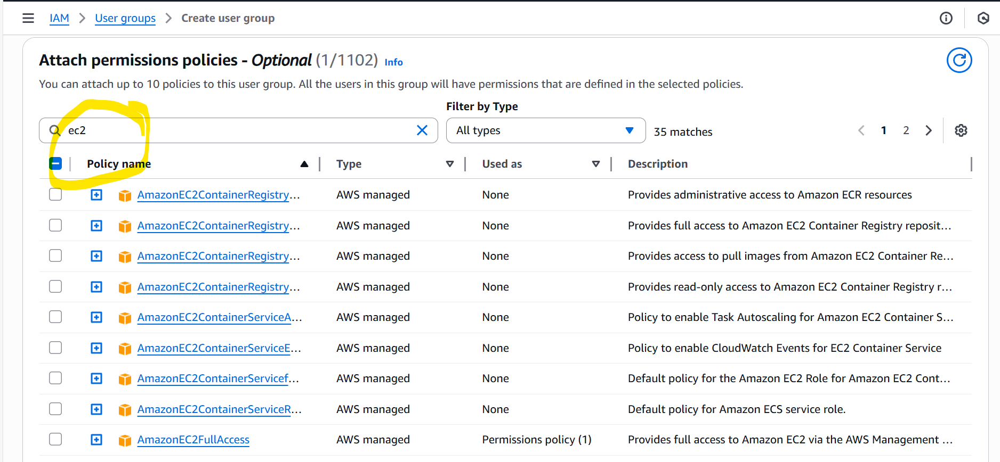 IAM > User groups > Create user group
Attach permissions policies - Optional (1/1102) Info
You can attach up to 10 policies to this user group. All the users in this group will have permissions that are defined in the selected policies.
Filter by Type
ec2 All types 35 matches 1 2
Policy name Type Used as Description
AmazonEC2ContainerRegistry... AWS managed None Provides administrative access to Amazon ECR resources
AmazonEC2ContainerRegistry... AWS managed None Provides full access to Amazon EC2 Container Registry reposit...
AmazonEC2ContainerRegistry... AWS managed None Provides access to pull images from Amazon EC2 Container Re...
AmazonEC2ContainerRegistry... AWS managed None Provides read-only access to Amazon EC2 Container Registry r...
AmazonEC2ContainerServiceA... AWS managed None Policy to enable Task Autoscaling for Amazon EC2 Container S...
AmazonEC2ContainerServiceE... AWS managed None Policy to enable CloudWatch Events for EC2 Container Service
AmazonEC2ContainerServicef... AWS managed None Default policy for the Amazon EC2 Role for Amazon EC2 Cont...
AmazonEC2ContainerServiceR... AWS managed None Default policy for Amazon ECS service role.
AmazonEC2FullAccess AWS managed Permissions policy (1) Provides full access to Amazon EC2 via the AWS Management ...